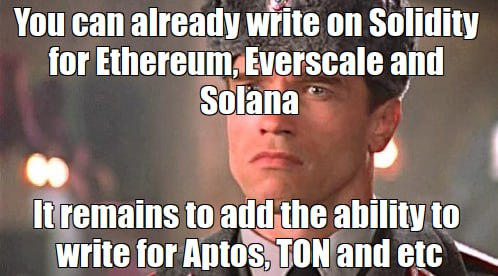 You can already write on Solidity
for Ethereum, Everscale and
Solana
It remains to add the ability to
write for Aptos, TON and etc